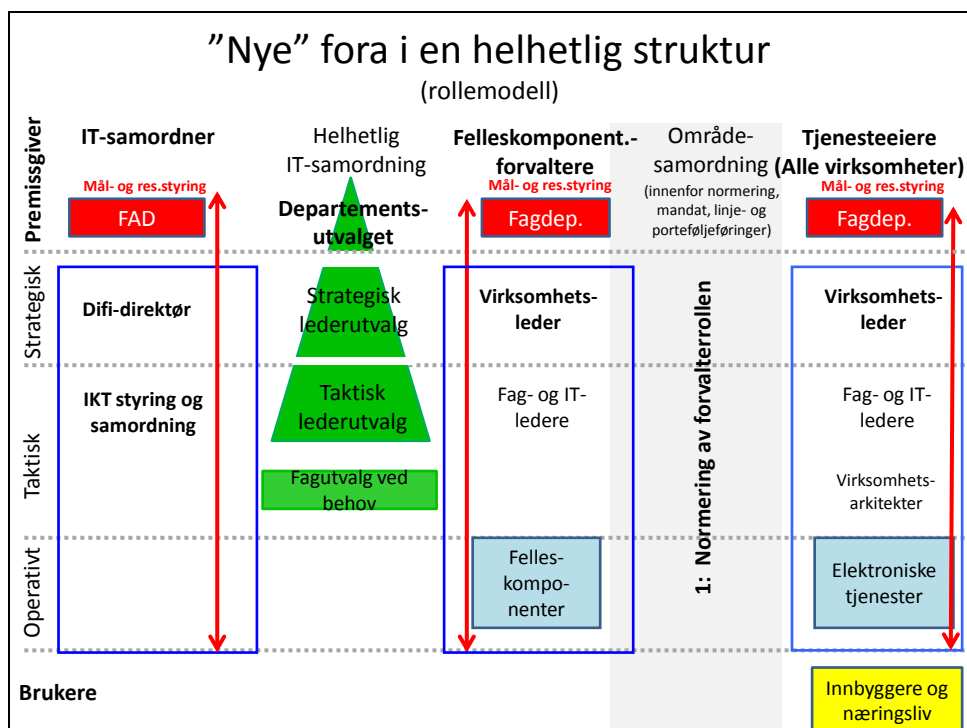 ”Nye” fora i en helhetlig struktur
(rollemodell)
Premissgiver
IT-samordner
Mål- og res.styring
FAD
Helhetlig
IT-samordning
Departements-
utvalget
Felleskomponent.-
forvaltere
Mål- og res.styring
Fagdep.
Område-
samordning
(innenfor normering,
mandat, linje- og
porteføljeføringer)
Tjenesteeiere
(Alle virksomheter)
Mål- og res.styring
Fagdep.
Strategisk
Difi-direktør
Strategisk
lederutvalg
Virksomhets-
leder
Virksomhets-
leder
Taktisk
IKT styring og
samordning
Taktisk
lederutvalg
Fagutvalg ved
behov
Fag- og IT-
ledere
1: Normering av forvalterrollen
Fag- og IT-
ledere
Virksomhets-
arkitekter
Operativt
Felles-
kompo-
nenter
Elektroniske
tjenester
Brukere
Innbyggere og
næringsliv